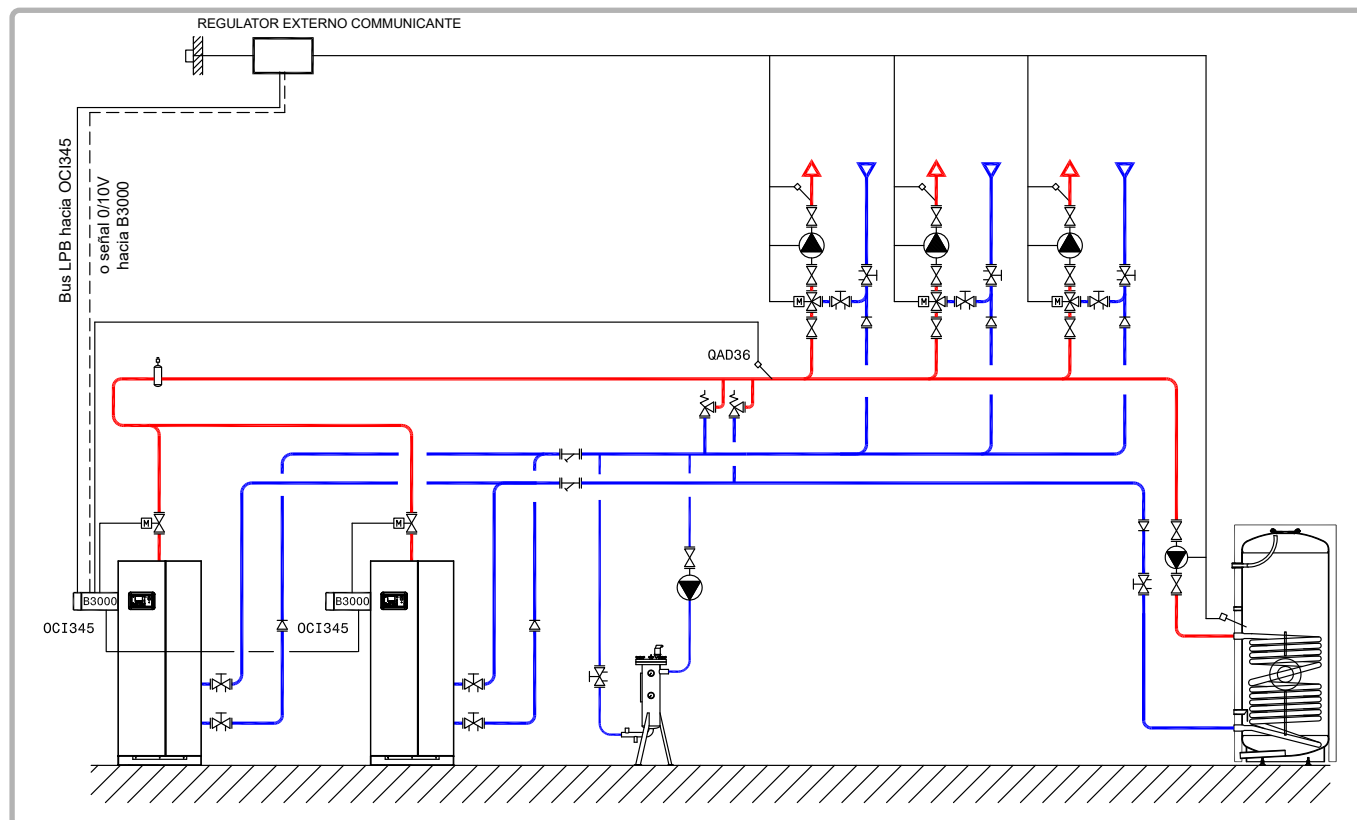 REGULATOR EXTERNO COMMUNICANTE
Bus LPB hacia OCI345
o señal 0/10V
hacia B3000
QAD36
M
M
M
M
M
B3000
B3000
OCI345
OCI345